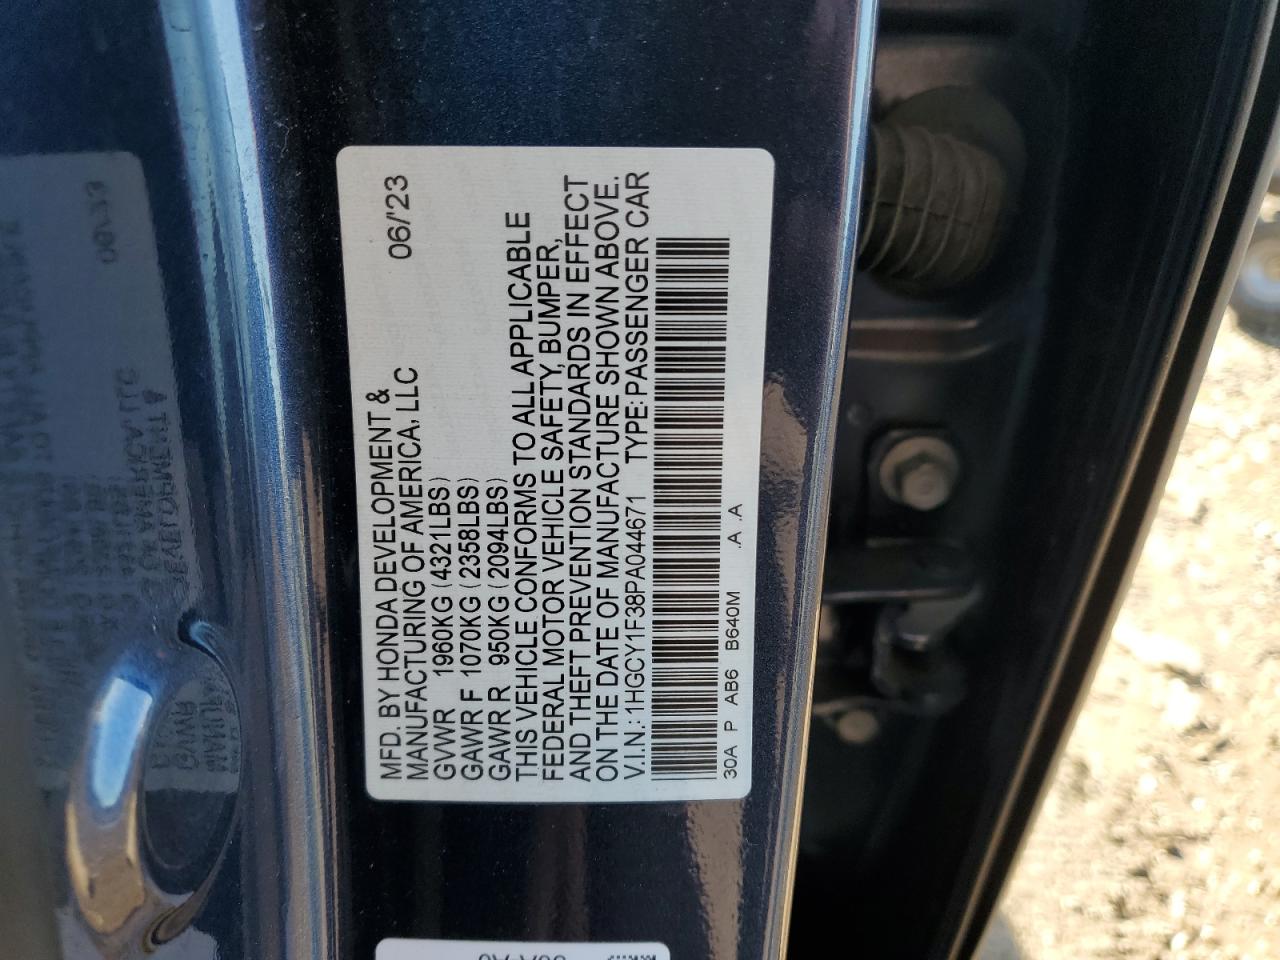 MFD. BY HONDA DEVELOPMENT &
MANUFACTURING OF AMERICA, LLC 06/'23
GVWR 1960KG (4321LBS)
GAWR F 1070KG (2358LBS)
GAWR R 950KG (2094LBS)
THIS VEHICLE CONFORMS TO ALL APPLICABLE
FEDERAL MOTOR VEHICLE SAFETY, BUMPER,
AND THEFT PREVENTION STANDARDS IN EFFECT
ON THE DATE OF MANUFACTURE SHOWN ABOVE.
V.I.N.: 1HGCY1F38PA044671 TYPE: PASSENGER CAR
30A P AB6 B640M .A .A